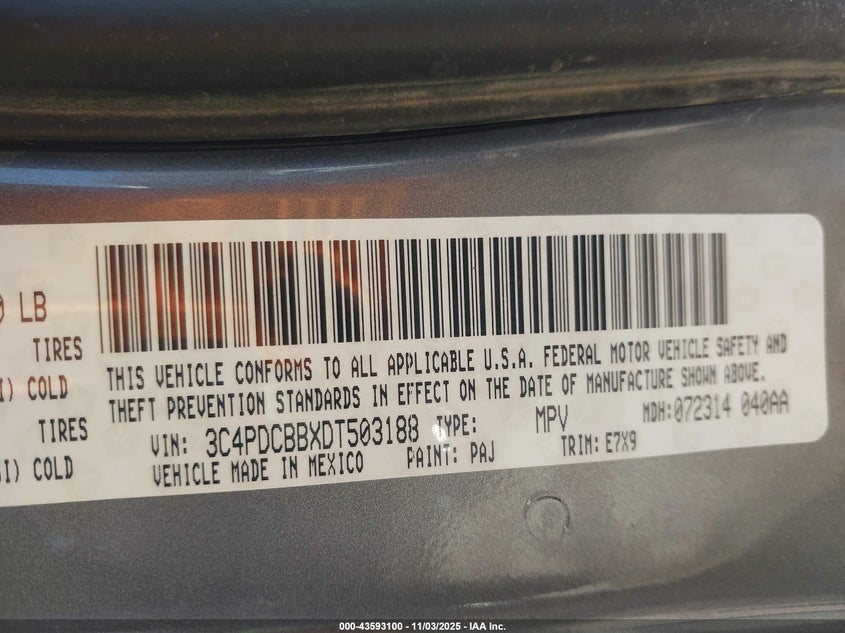 LB
TIRES
COLD
TIRES
COLD
THIS VEHICLE CONFORMS TO ALL APPLICABLE U.S.A. FEDERAL MOTOR VEHICLE SAFETY AND
THEFT PREVENTION STANDARDS IN EFFECT ON THE DATE OF MANUFACTURE SHOWN ABOVE.
VIN: 3C4PDCBBXDT503188 TYPE: MPV MDH:072314 040AA
VEHICLE MADE IN MEXICO PAINT: PAJ TRIM: E7X9
000-43593100 - 11/03/2025 - IAA Inc.